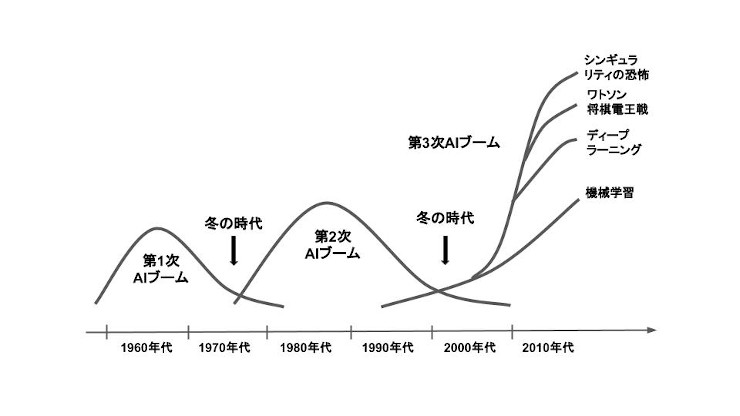 シンギュラ
リティの恐怖
ワトソン
将棋電王戦
第3次AIブーム
ディープ
ラーニング
機械学習
冬の時代
冬の時代
第2次
AIブーム
第1次
AIブーム
1960年代
1970年代
1980年代
1990年代
2000年代
2010年代